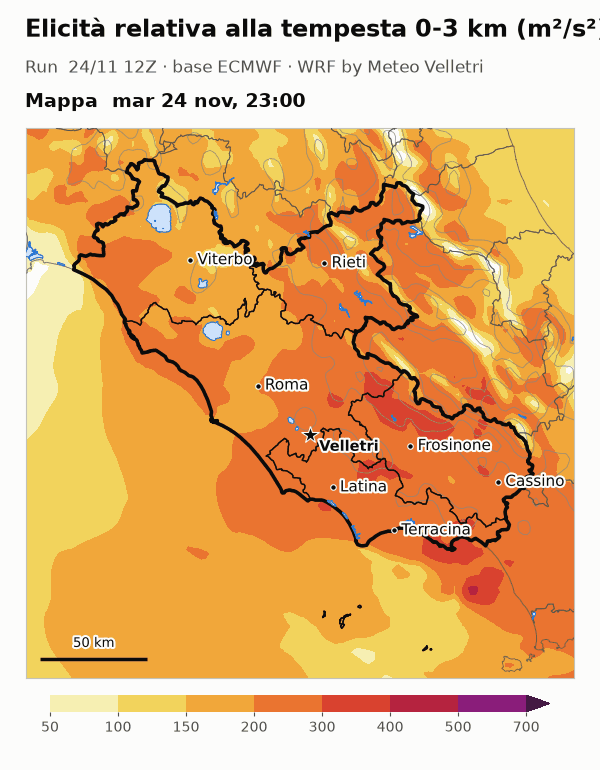 Elicità relativa alla tempesta 0-3 km (m²/s²)
Run  24/11 12Z · base ECMWF · WRF by Meteo Velletri
Mappa  mar 24 nov, 23:00
Viterbo
Rieti
Roma
Velletri
Frosinone
Cassino
Latina
Terracina
50 km
50 100 150 200 300 400 500 700